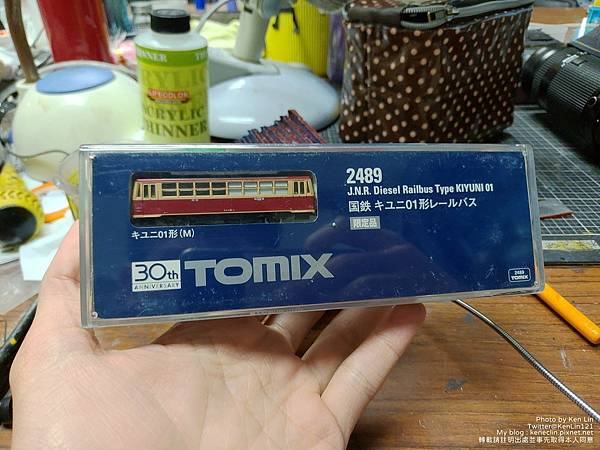 THINNER
ACRYLIC
LIFECOLOR
ACRYLIC
THINNER
2489
J.N.R. Diesel Railbus Type KIYUNI 01
国鉄 キユニ01形レールバス
限定品
キユニ01形(M)
30th
ANNIVERSARY
TOMIX
2489
TOMIX
Photo by Ken Lin
Twitter@KenLin121
My blog : keneclin.pixnet.net
轉載請註明出處並事先取得本人同意